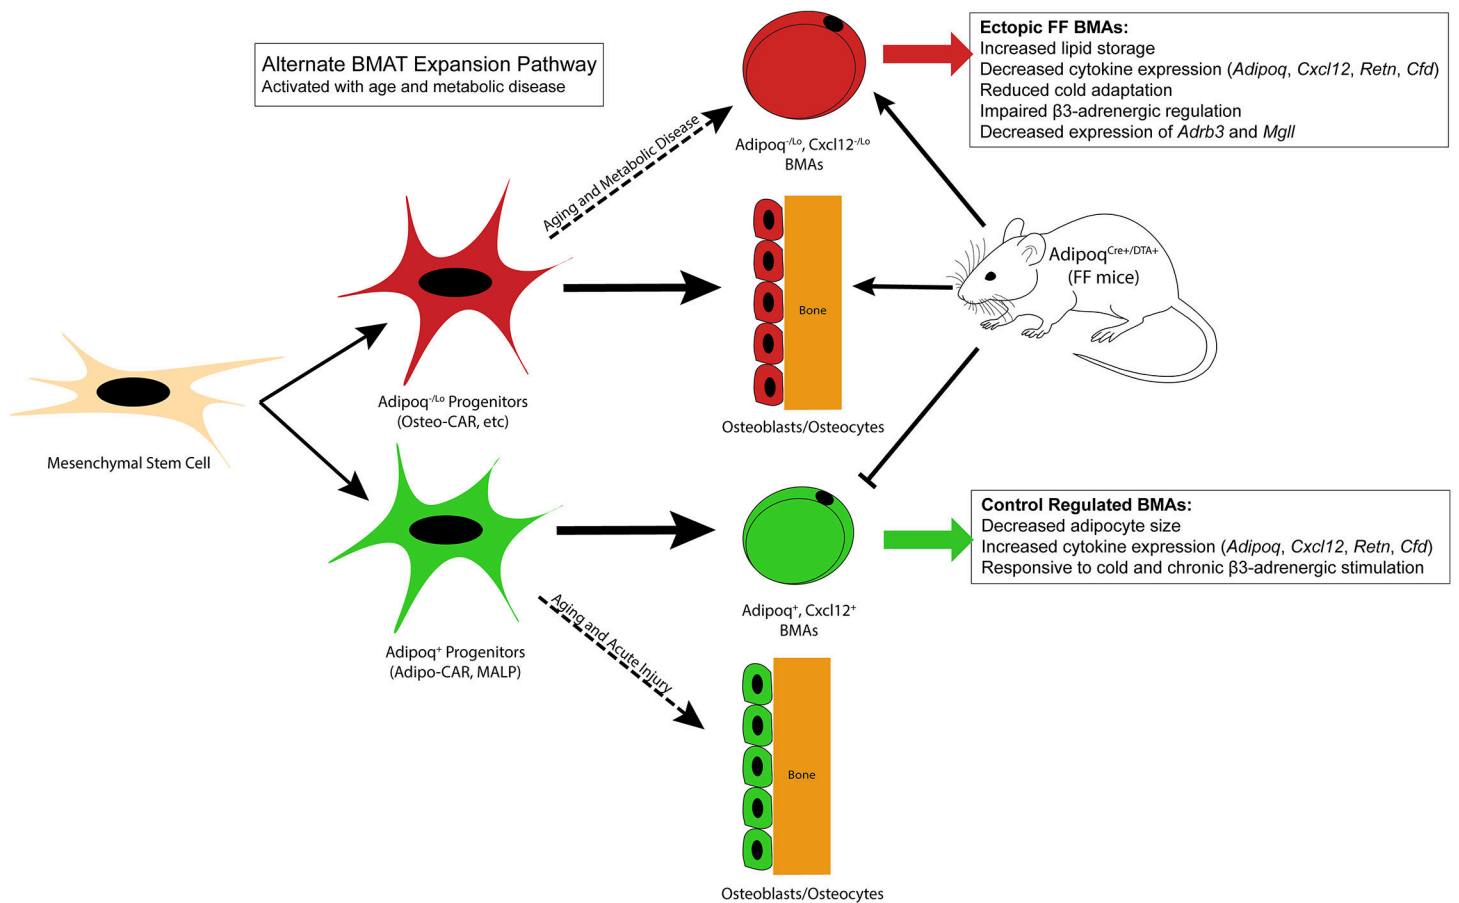 Alternate BMAT Expansion Pathway
Activated with age and metabolic disease
Ectopic FF BMAs:
Increased lipid storage
Decreased cytokine expression (Adipoq, Cxcl12, Retn, Cfd)
Reduced cold adaptation
Impaired β3-adrenergic regulation
Decreased expression of Adrb3 and Mgll
Aging and Metabolic Disease
Adipoq-/Lo, Cxcl12-/Lo
BMAs
AdipoqCre+/DTA+
(FF mice)
Bone
Adipoq-/Lo Progenitors
(Osteo-CAR, etc)
Osteoblasts/Osteocytes
Mesenchymal Stem Cell
Control Regulated BMAs:
Decreased adipocyte size
Increased cytokine expression (Adipoq, Cxcl12, Retn, Cfd)
Responsive to cold and chronic β3-adrenergic stimulation
Adipoq+, Cxcl12+
BMAs
Adipoq+ Progenitors
(Adipo-CAR, MALP)
Aging and Acute Injury
Bone
Osteoblasts/Osteocytes